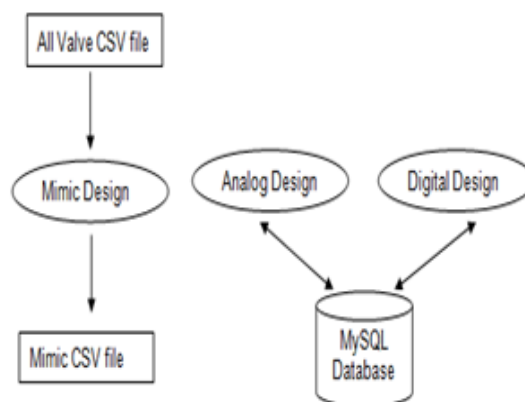 All Valve CSV file
Mimic Design
Analog Design
Digital Design
Mimic CSV file
MySQL
Database